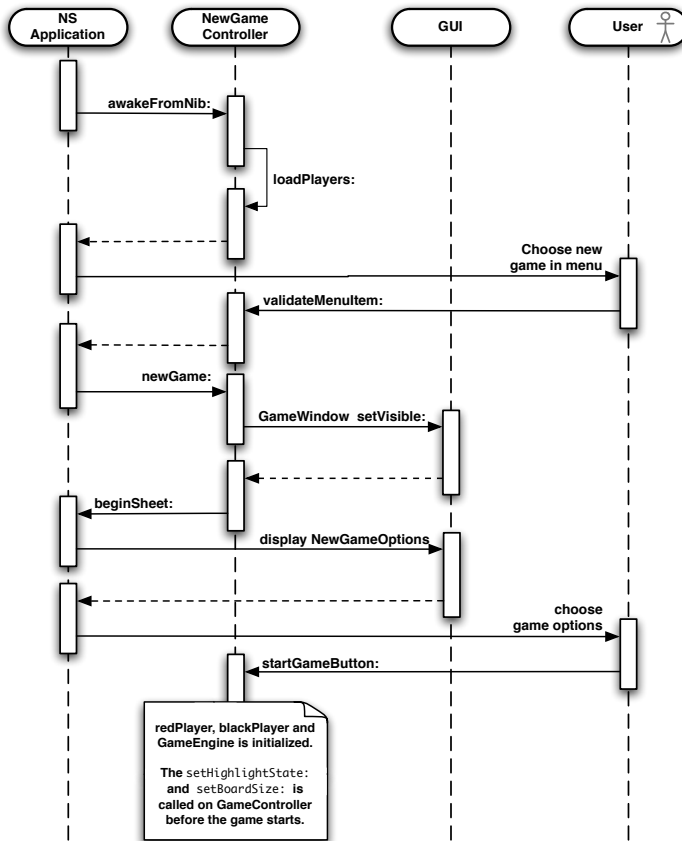 NS
Application
NewGame
Controller
GUI
User
awakeFromNib:
loadPlayers:
Choose new
game in menu
validateMenuItem:
newGame:
GameWindow setVisible:
beginSheet:
display NewGameOptions
choose
game options
startGameButton:
redPlayer, blackPlayer and
GameEngine is initialized.
The setHighlightState:
and setBoardSize: is
called on GameController
before the game starts.